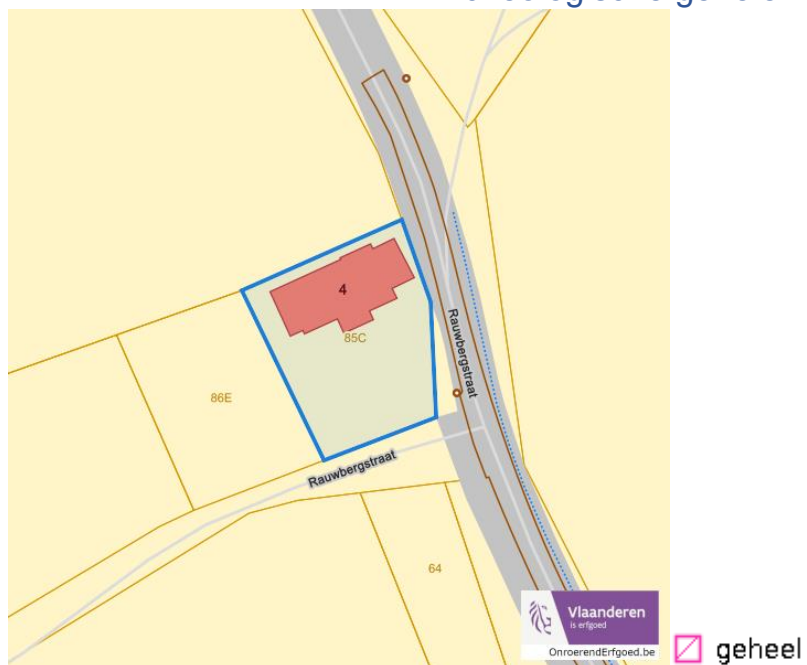 4
85C
86E
Rauwbergstraat
Rauwbergstraat
64
Vlaanderen
is erfgoed
OnroerendErfgoed.be
geheel